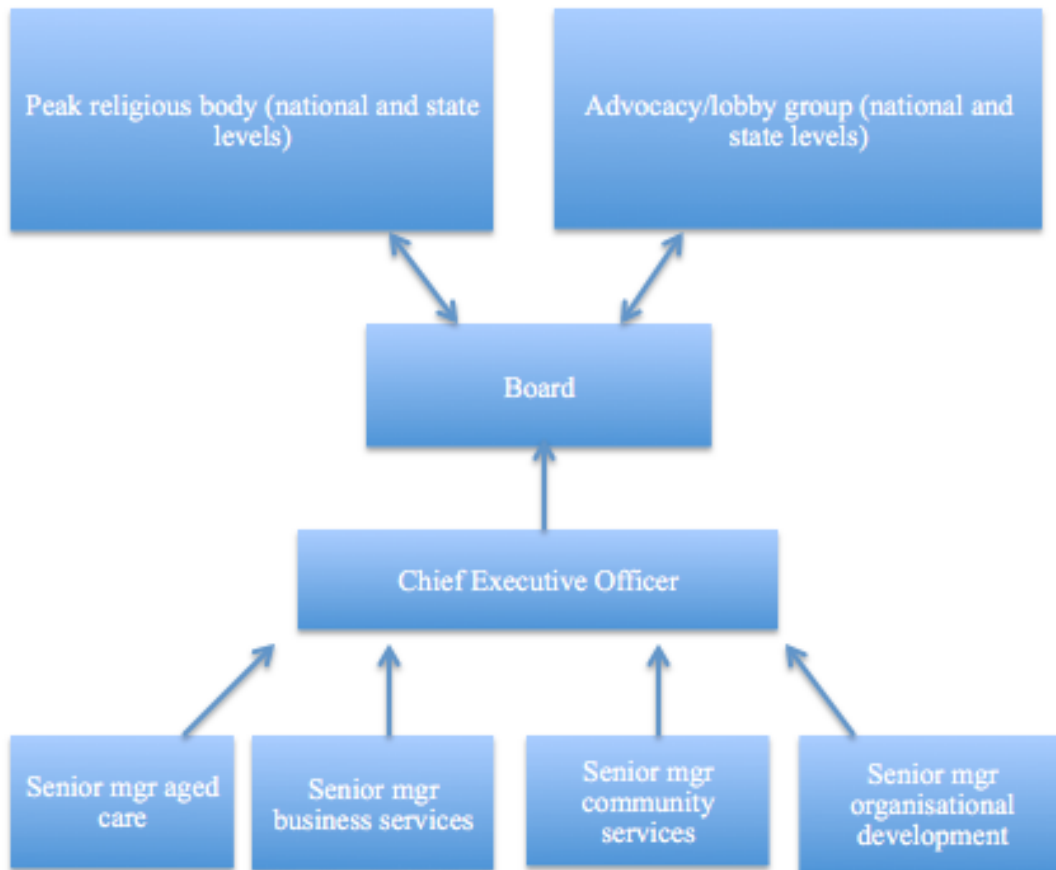 Peak religious body (national and state
levels)
Advocacy/lobby group (national and
state levels)
Board
Chief Executive Officer
Senior mgr aged
care
Senior mgr
business services
Senior mgr
community
services
Senior mgr
organisational
development